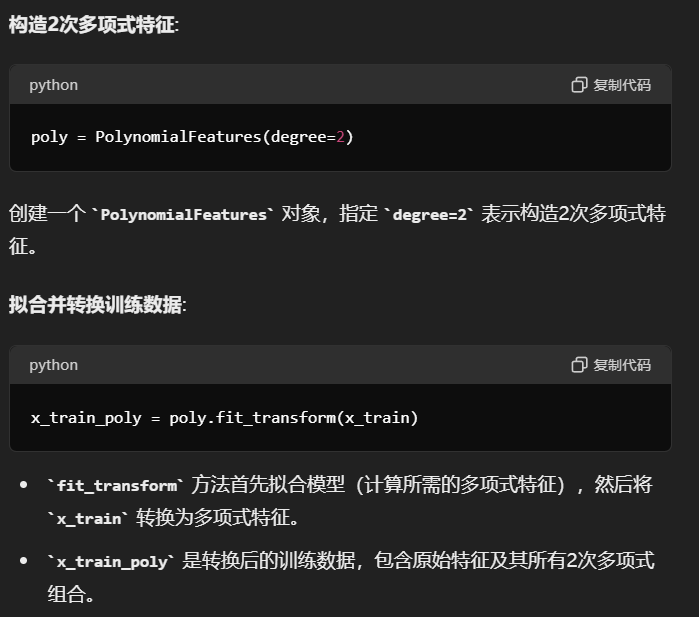 构造2次多项式特征:
python
复制代码
poly = PolynomialFeatures(degree=2)
创建一个 `PolynomialFeatures` 对象，指定 `degree=2` 表示构造2次多项式特
征。
拟合并转换训练数据:
python
复制代码
x_train_poly = poly.fit_transform(x_train)
• `fit_transform` 方法首先拟合模型（计算所需的多项式特征），然后将
`x_train` 转换为多项式特征。
• `x_train_poly` 是转换后的训练数据，包含原始特征及其所有2次多项式
组合。